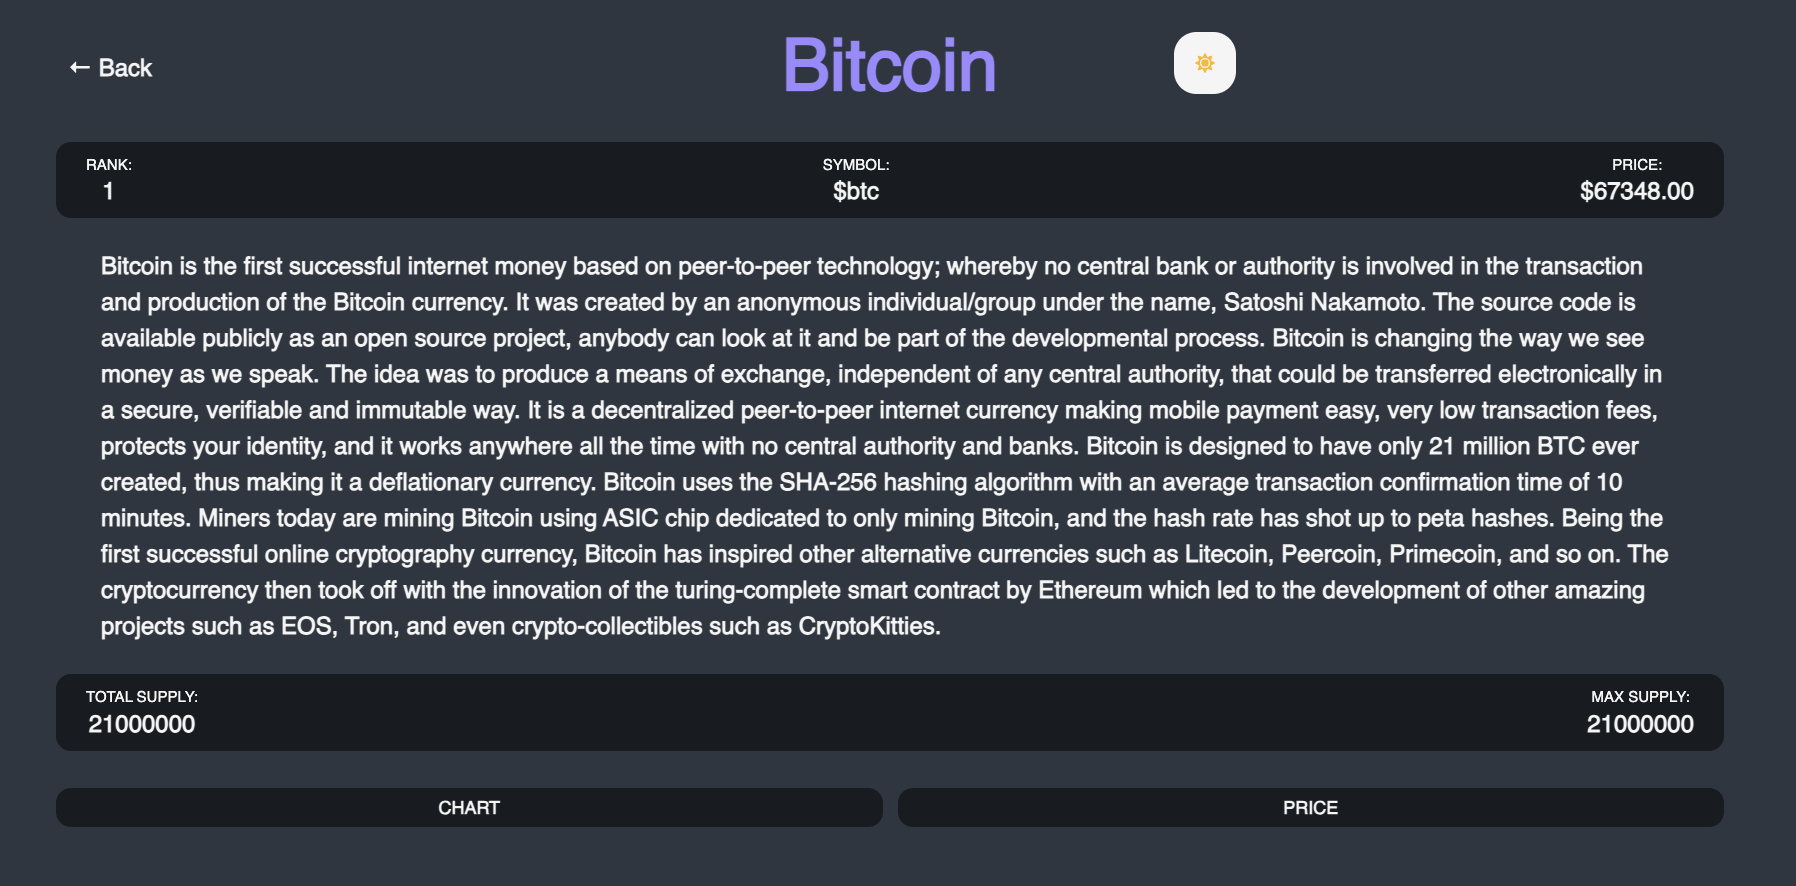 ← Back
Bitcoin
RANK:
1
SYMBOL:
$btc
PRICE:
$67348.00
Bitcoin is the first successful internet money based on peer-to-peer technology; whereby no central bank or authority is involved in the transaction
and production of the Bitcoin currency. It was created by an anonymous individual/group under the name, Satoshi Nakamoto. The source code is
available publicly as an open source project, anybody can look at it and be part of the developmental process. Bitcoin is changing the way we see
money as we speak. The idea was to produce a means of exchange, independent of any central authority, that could be transferred electronically in
a secure, verifiable and immutable way. It is a decentralized peer-to-peer internet currency making mobile payment easy, very low transaction fees,
protects your identity, and it works anywhere all the time with no central authority and banks. Bitcoin is designed to have only 21 million BTC ever
created, thus making it a deflationary currency. Bitcoin uses the SHA-256 hashing algorithm with an average transaction confirmation time of 10
minutes. Miners today are mining Bitcoin using ASIC chip dedicated to only mining Bitcoin, and the hash rate has shot up to peta hashes. Being the
first successful online cryptography currency, Bitcoin has inspired other alternative currencies such as Litecoin, Peercoin, Primecoin, and so on. The
cryptocurrency then took off with the innovation of the turing-complete smart contract by Ethereum which led to the development of other amazing
projects such as EOS, Tron, and even crypto-collectibles such as CryptoKitties.
TOTAL SUPPLY:
21000000
MAX SUPPLY:
21000000
CHART
PRICE